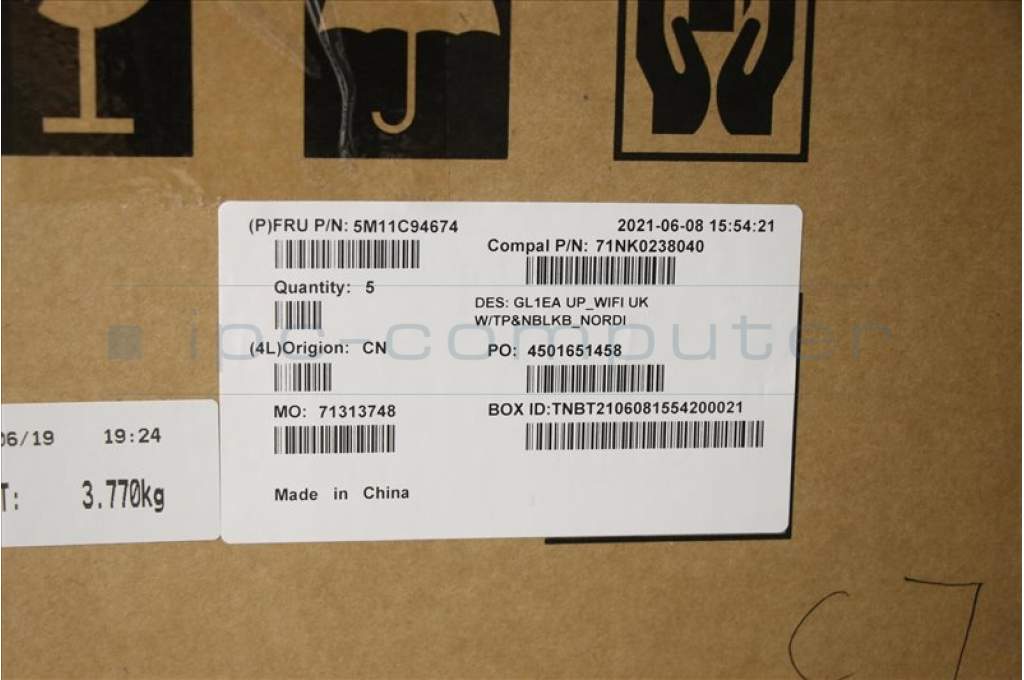 (P)FRU P/N: 5M11C94674
2021-06-08 15:54:21
Compal P/N: 71NK0238040
Quantity: 5
DES: GL1EA UP_WIFI UK
W/TP&NBLKB_NORDI
ipc-computer
(4L)Origion: CN
PO: 4501651458
MO: 71313748
BOX ID:TNBT2106081554200021
Made in China
06/19 19:24
T: 3.770kg
C7